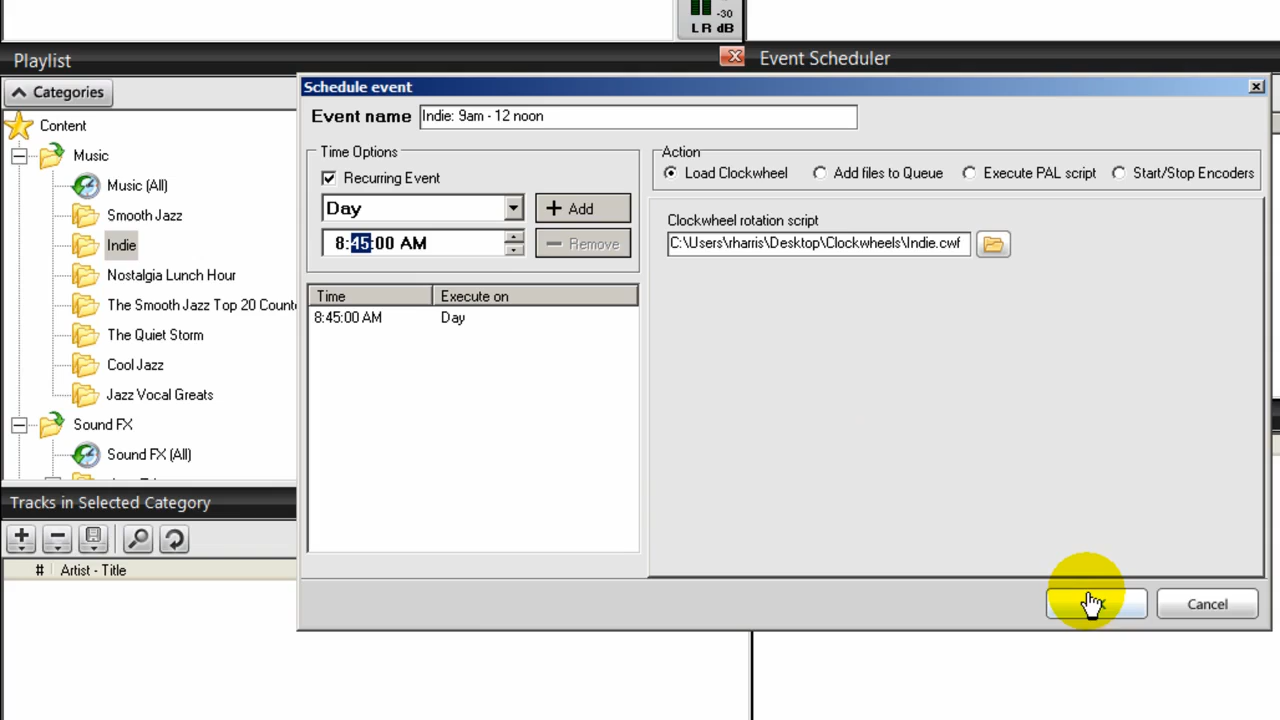 -30
L R dB
Playlist
Event Scheduler
Categories
Schedule event
Event name Indie: 9am - 12 noon
Content
Music
Music (All)
Smooth Jazz
Indie
Nostalgia Lunch Hour
The Smooth Jazz Top 20 Count
The Quiet Storm
Cool Jazz
Jazz Vocal Greats
Sound FX
Sound FX (All)
Time Options
Recurring Event
Day
Add
8:45:00 AM
Remove
Time Execute on
8:45:00 AM Day
Action
Load Clockwheel Add files to Queue Execute PAL script Start/Stop Encoders
Clockwheel rotation script
C:\Users\rharris\Desktop\Clockwheels\Indie.cwf
Tracks in Selected Category
# Artist - Title
Cancel